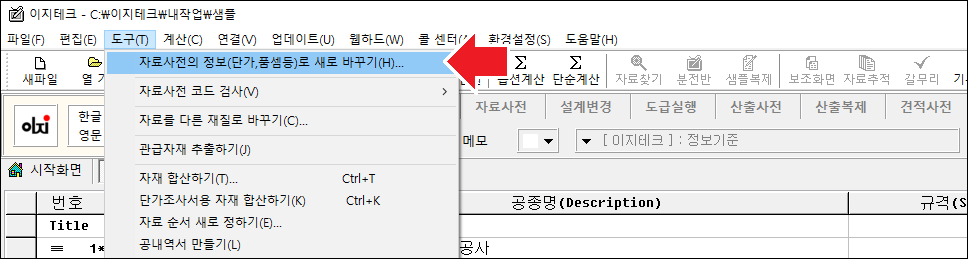 이지테크 - C:₩이지테크₩내작업₩샘플
파일(F) 편집(E) 도구(T) 계산(C) 연결(V) 업데이트(U) 웹하드(W) 콜 센터(A) 환경설정(S) 도움말(H)
새파일 열 자료찾기 분전반 샘플복제 보조화면 자료추적 갈무리
옵션계산 단순계산
자료사전의 정보(단가,품셈등)로 새로 바꾸기(H)...
자료사전 코드 검사(V)
자료를 다른 재질로 바꾸기(C)...
관급자재 추출하기(J)
자재 합산하기(T)... Ctrl+T
단가조사서용 자재 합산하기(K) Ctrl+K
자료 순서 새로 정하기(E)...
공내역서 만들기(L)
자료사전 설계변경 도급실행 산출사전 산출복제 견적사전
한글
영문
메모 [ 이지테크 ] : 정보기준
시작화면
번호 공종명(Description) 규격(S
Title
1* 공사